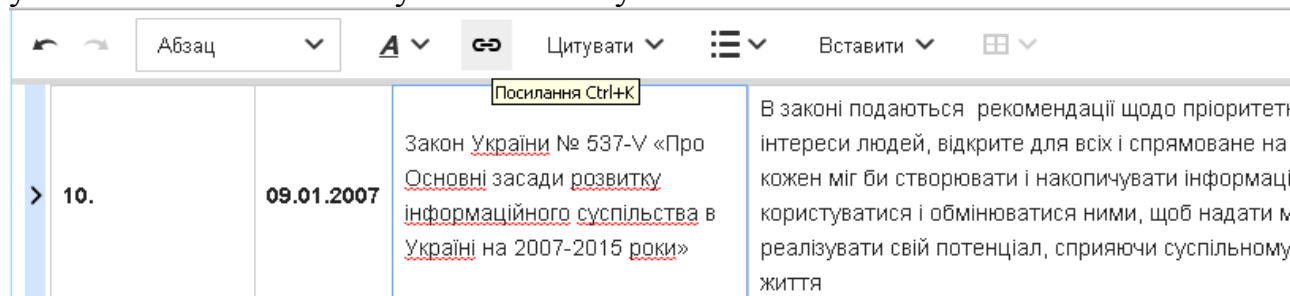 Абзац
A
Цитувати
Вставити
Посилання Ctrl+K
10.
09.01.2007
Закон України № 537-V «Про
Основні засади розвитку
інформаційного суспільства в
Україні на 2007-2015 роки»
В законі подаються рекомендації щодо
інтереси людей, відкрите для всіх і спрямоване на
кожен міг би створювати і накопичувати
користуватися і обмінюватися ними, щоб надати
реалізувати свій потенціал, сприяючи суспільному
життя